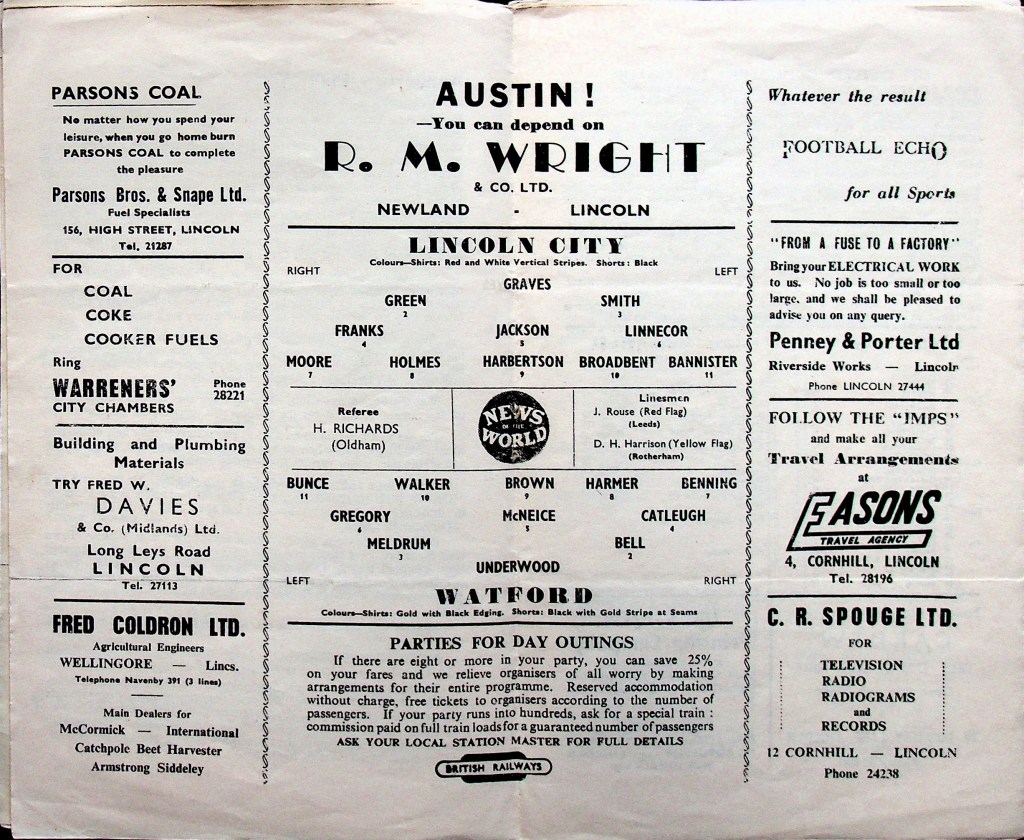 PARSONS COAL
No matter how you spend your
leisure, when you go home burn
PARSONS COAL to complete
the pleasure
Parsons Bros. & Snape Ltd.
Fuel Specialists
156, HIGH STREET, LINCOLN
Tel. 21287
FOR
COAL
COKE
COOKER FUELS
Ring
WARRENERS' Phone
28221
CITY CHAMBERS
Building and Plumbing
Materials
TRY FRED W.
DAVIES
& Co. (Midlands) Ltd.
Long Leys Road
LINCOLN
Tel. 27113
FRED COLDRON LTD.
Agricultural Engineers
WELLINGORE — Lincs.
Telephone Navenby 391 (3 lines)
Main Dealers for
McCormick — International
Catchpole Beet Harvester
Armstrong Siddeley
AUSTIN !
—You can depend on
R. M. WRIGHT
& CO. LTD.
NEWLAND - LINCOLN
LINCOLN CITY
Colours—Shirts: Red and White Vertical Stripes. Shorts: Black
RIGHT LEFT
GRAVES
GREEN SMITH
2 3
FRANKS JACKSON LINNECOR
4 5 6
MOORE HOLMES HARBERTSON BROADBENT BANNISTER
7 8 9 10 11
Referee
H. RICHARDS
(Oldham)
NEWS
OF THE
WORLD
Linesmen
J. Rouse (Red Flag)
(Leeds)
D. H. Harrison (Yellow Flag)
(Rotherham)
BUNCE WALKER BROWN HARMER BENNING
11 10 9 8 7
GREGORY McNEICE CATLEUGH
6 5 4
MELDRUM BELL
3 2
UNDERWOOD
LEFT RIGHT
WATFORD
Colours—Shirts: Gold with Black Edging. Shorts: Black with Gold Stripe at Seams
PARTIES FOR DAY OUTINGS
If there are eight or more in your party, you can save 25%
on your fares and we relieve organisers of all worry by making
arrangements for their entire programme. Reserved accommodation
without charge, free tickets to organisers according to the number of
passengers. If your party runs into hundreds, ask for a special train :
commission paid on full train loads for a guaranteed number of passengers
ASK YOUR LOCAL STATION MASTER FOR FULL DETAILS
BRITISH RAILWAYS
Whatever the result
FOOTBALL ECHO
for all Sports
"FROM A FUSE TO A FACTORY"
Bring your ELECTRICAL WORK
to us. No job is too small or too
large, and we shall be pleased to
advise you on any query.
Penney & Porter Ltd
Riverside Works — Lincoln
Phone LINCOLN 27444
FOLLOW THE "IMPS"
and make all your
Travel Arrangements
at
EASONS
TRAVEL AGENCY
4, CORNHILL, LINCOLN
Tel. 28196
C. R. SPOUGE LTD.
FOR
TELEVISION
RADIO
RADIOGRAMS
and
RECORDS
12 CORNHILL — LINCOLN
Phone 24238